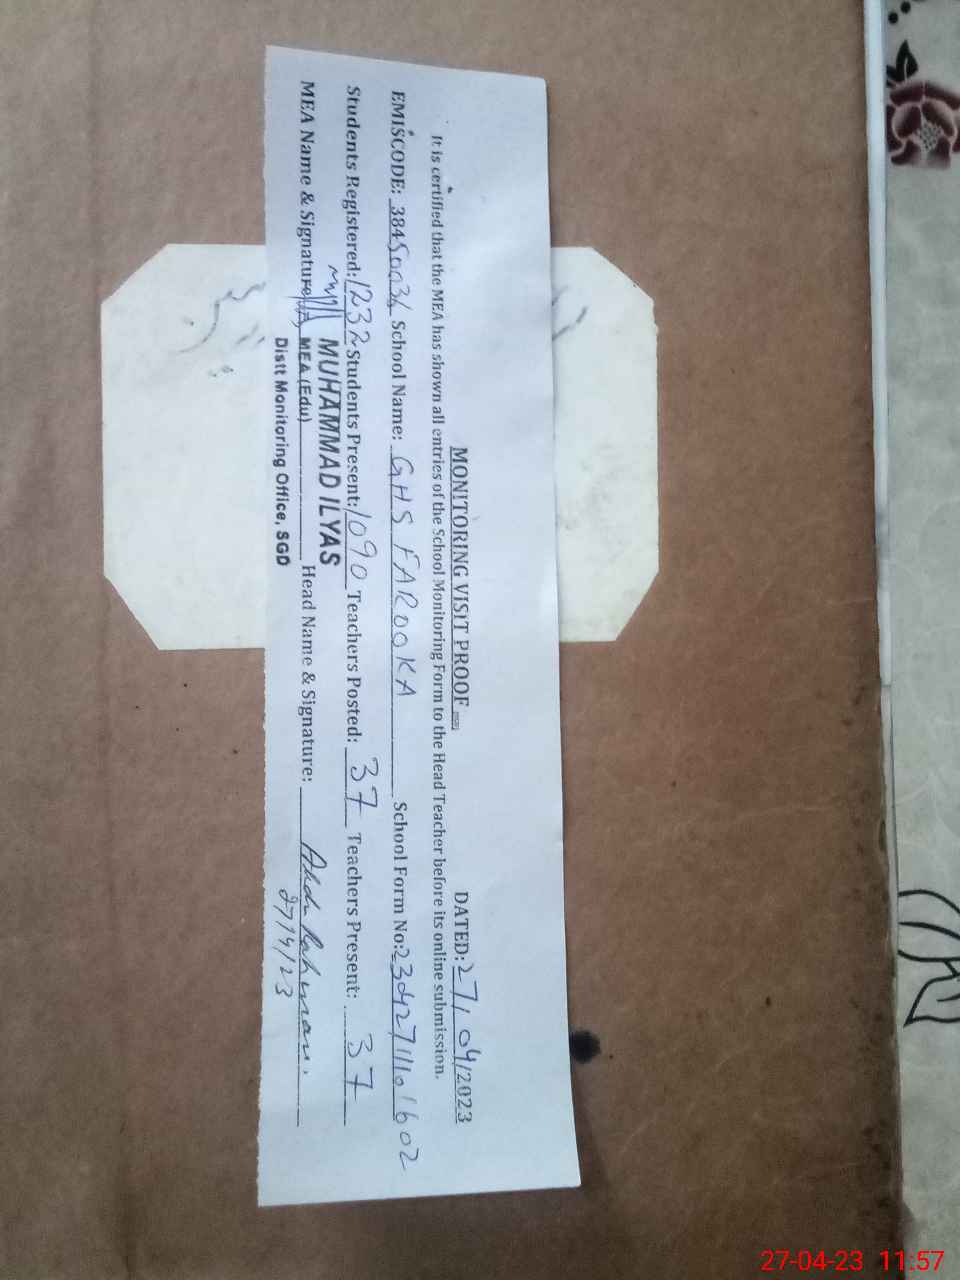 MONITORING VISIT PROOF DATED: 27/04/2023
It is certified that the MEA has shown all entries of the School Monitoring Form to the Head Teacher before its online submission.
EMISCODE: 38450036 School Name: GHS FAROOKA School Form No: 23042711101602
Students Registered: 1232 Students Present: 1090 Teachers Posted: 37 Teachers Present: 37
MUHAMMAD ILYAS
MEA Name & Signature: MEA (Edu) Head Name & Signature:
Distt Monitoring Office, SGD 27/4/23
27-04-23 11:57